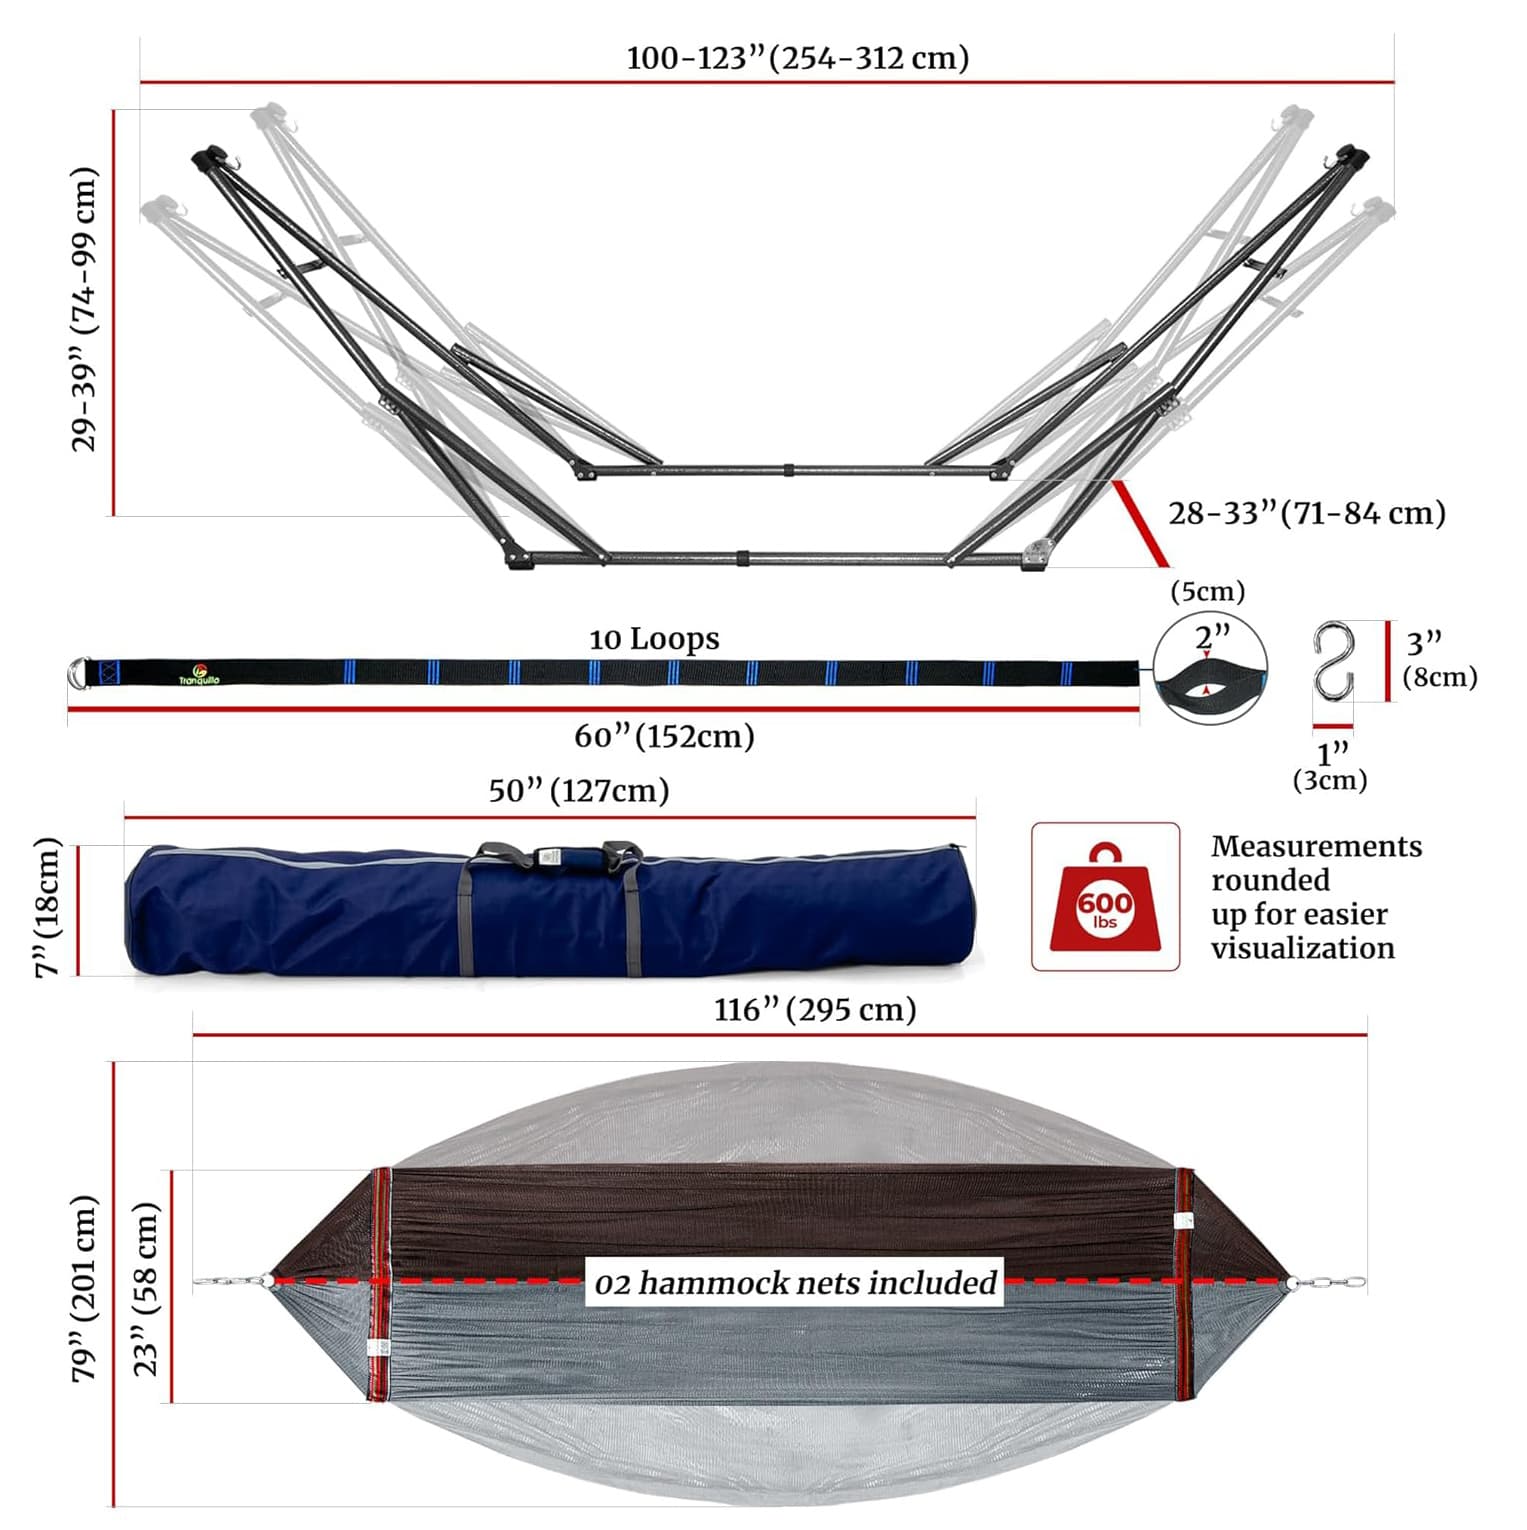 100-123” (254-312 cm)
29-39” (74-99 cm)
28-33” (71-84 cm)
10 Loops
Tranquillo
60” (152cm)
(5cm)
2”
3”
(8cm)
1”
(3cm)
50” (127cm)
7” (18cm)
600
lbs
Measurements
rounded
up for easier
visualization
116” (295 cm)
79” (201 cm)
23” (58 cm)
02 hammock nets included